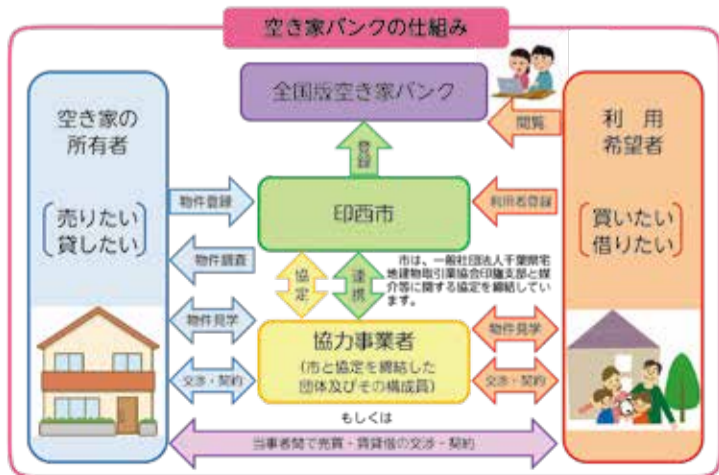 空き家バンクの仕組み
全国版空き家バンク
空き家の
所有者
売りたい
貸したい
閲覧
利　用
希望者
買いたい
借りたい
登録
物件登録
印西市
利用者登録
物件調査
協定
連携
市は、一般社団法人千葉県宅
地建物取引業協会印旛支部と媒
介等に関する協定を締結してい
ます。
物件見学
協力事業者
(市と協定を締結した
団体及びその構成員)
物件見学
交渉・契約
交渉・契約
もしくは
当事者間で売買・賃貸借の交渉・契約